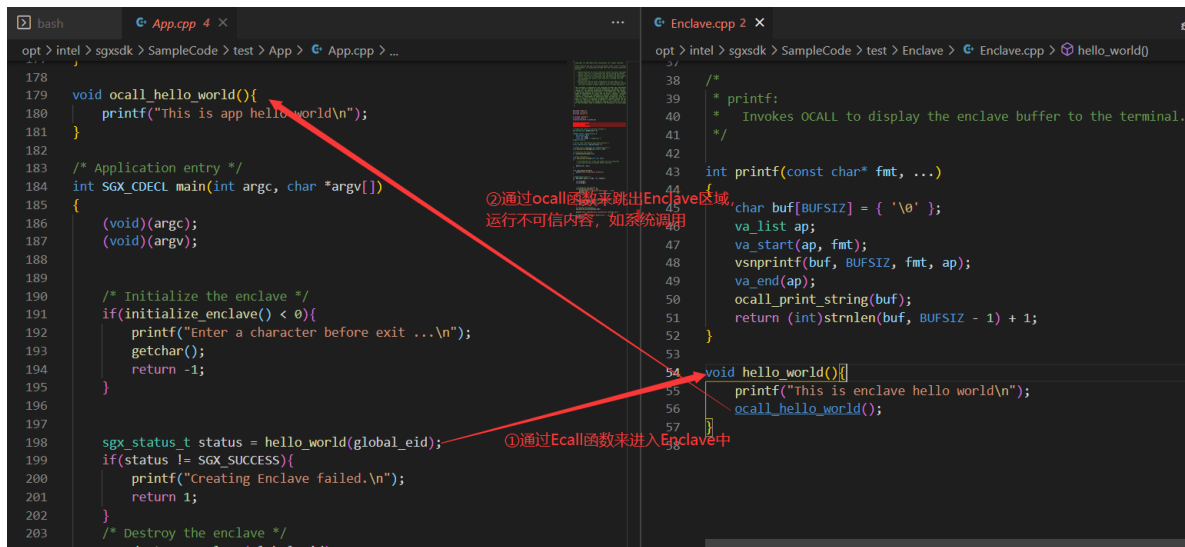 bash
App.cpp 4
opt > intel > sgxsdk > SampleCode > test > App > App.cpp > ...
178
179 void ocall_hello_world(){
180 printf("This is app hello world\n");
181 }
182
183 /* Application entry */
184 int SGX_CDECL main(int argc, char *argv[])
185 {
186 (void)(argc);
187 (void)(argv);
188
189
190 /* Initialize the enclave */
191 if(initialize_enclave() < 0){
192 printf("Enter a character before exit ...\n");
193 getchar();
194 return -1;
195 }
196
197
198 sgx_status_t status = hello_world(global_eid);
199 if(status != SGX_SUCCESS){
200 printf("Creating Enclave failed.\n");
201 return 1;
202 }
203 /* Destroy the enclave */
②通过ocall函数来跳出Enclave区域,
运行不可信内容，如系统调用
①通过Ecall函数来进入Enclave中
Enclave.cpp 2
opt > intel > sgxsdk > SampleCode > test > Enclave > Enclave.cpp > hello_world()
37
38 /*
39 * printf:
40 * Invokes OCALL to display the enclave buffer to the terminal.
41 */
42
43 int printf(const char* fmt, ...)
44 {
45 char buf[BUFSIZ] = { '\0' };
46 va_list ap;
47 va_start(ap, fmt);
48 vsnprintf(buf, BUFSIZ, fmt, ap);
49 va_end(ap);
50 ocall_print_string(buf);
51 return (int)strnlen(buf, BUFSIZ - 1) + 1;
52 }
53
54 void hello_world(){
55 printf("This is enclave hello world\n");
56 ocall_hello_world();
57 }
58